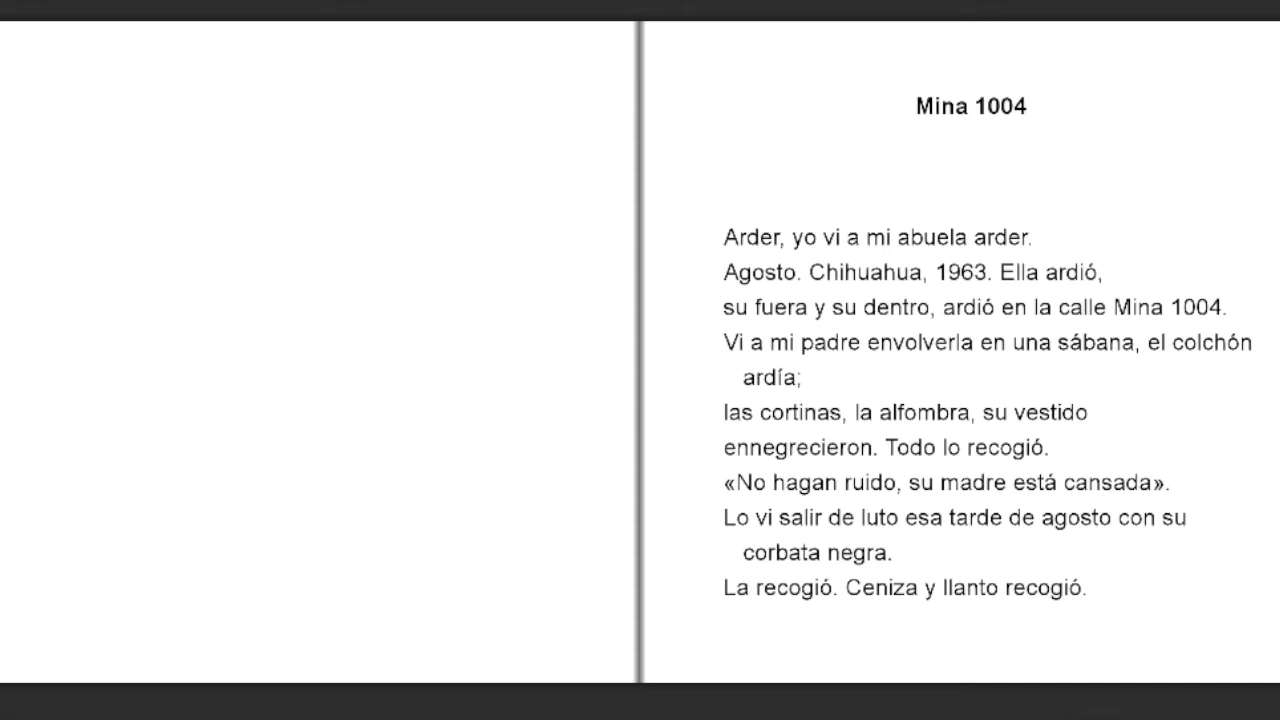 Mina 1004
Arder, yo vi a mi abuela arder.
Agosto. Chihuahua, 1963. Ella ardió,
su fuera y su dentro, ardió en la calle Mina 1004.
Vi a mi padre envolverla en una sábana, el colchón
ardía;
las cortinas, la alfombra, su vestido
ennegrecieron. Todo lo recogió.
«No hagan ruido, su madre está cansada».
Lo vi salir de luto esa tarde de agosto con su
corbata negra.
La recogió. Ceniza y llanto recogió.